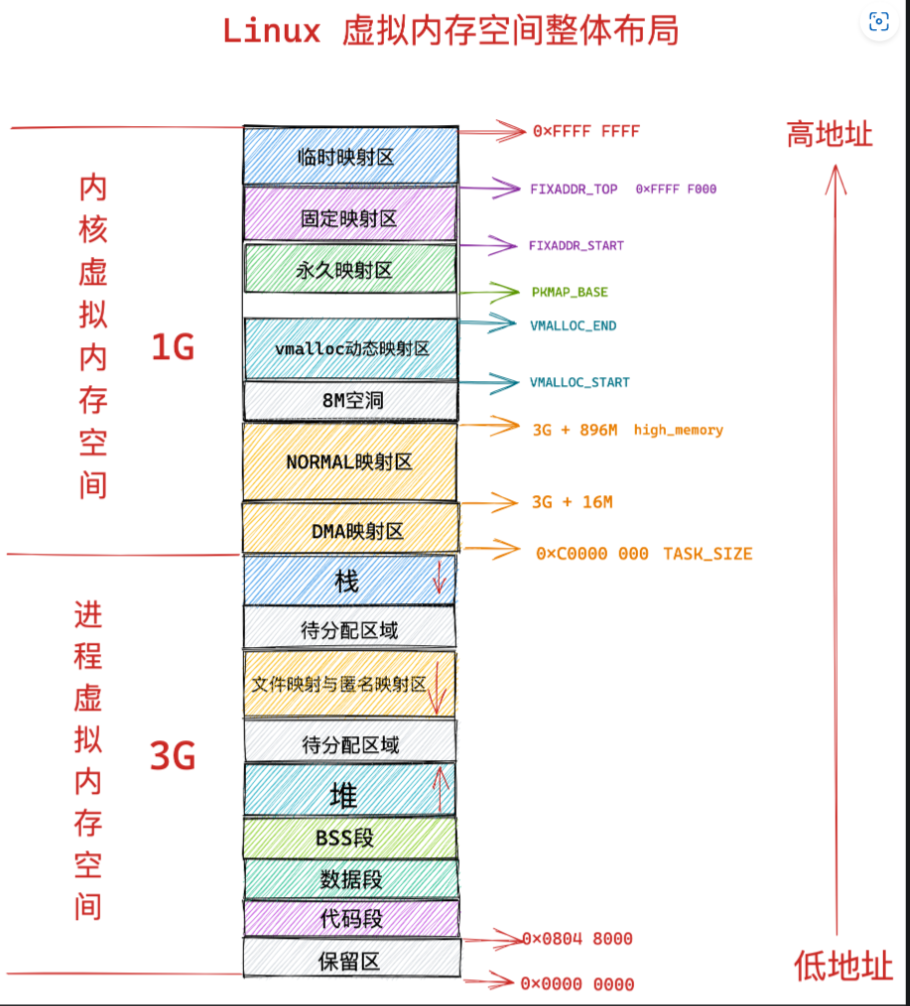 Linux 虚拟内存空间整体布局
0×FFFF FFFF
高地址
临时映射区
FIXADDR_TOP 0×FFFF F000
固定映射区
FIXADDR_START
永久映射区
PKMAP_BASE
VMALLOC_END
vmalloc动态映射区
VMALLOC_START
8M空洞
3G + 896M high_memory
NORMAL映射区
3G + 16M
DMA映射区
0×C0000 000 TASK_SIZE
内核虚拟内存空间
1G
栈
待分配区域
文件映射与匿名映射区
待分配区域
堆
BSS段
数据段
代码段
0×0804 8000
保留区
0×0000 0000
进程虚拟内存空间
3G
低地址